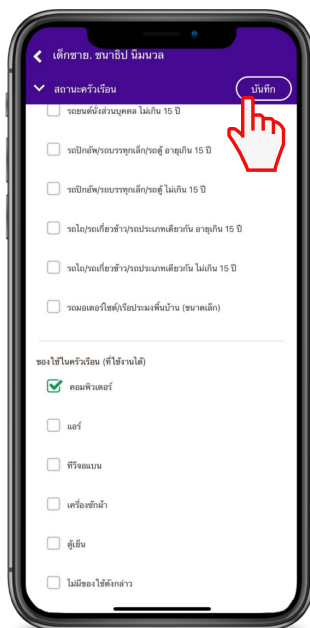 เด็กชาย. ชนาธิป นิมนวล
สถานะครัวเรือน
บันทึก
รถยนต์นั่งส่วนบุคคล ไม่เกิน 15 ปี
รถปิกอัพ/รถบรรทุกเล็ก/รถตู้ อายุเกิน 15 ปี
รถปิกอัพ/รถบรรทุกเล็ก/รถตู้ ไม่เกิน 15 ปี
รถไถ/รถเกี่ยวข้าว/รถประเภทเดียวกัน อายุเกิน 15 ปี
รถไถ/รถเกี่ยวข้าว/รถประเภทเดียวกัน ไม่เกิน 15 ปี
รถมอเตอร์ไซต์/เรือประมงพื้นบ้าน (ขนาดเล็ก)
ของใช้ในครัวเรือน (ที่ใช้งานได้)
คอมพิวเตอร์
แอร์
ทีวีจอแบน
เครื่องซักผ้า
ตู้เย็น
ไม่มีของใช้ดังกล่าว